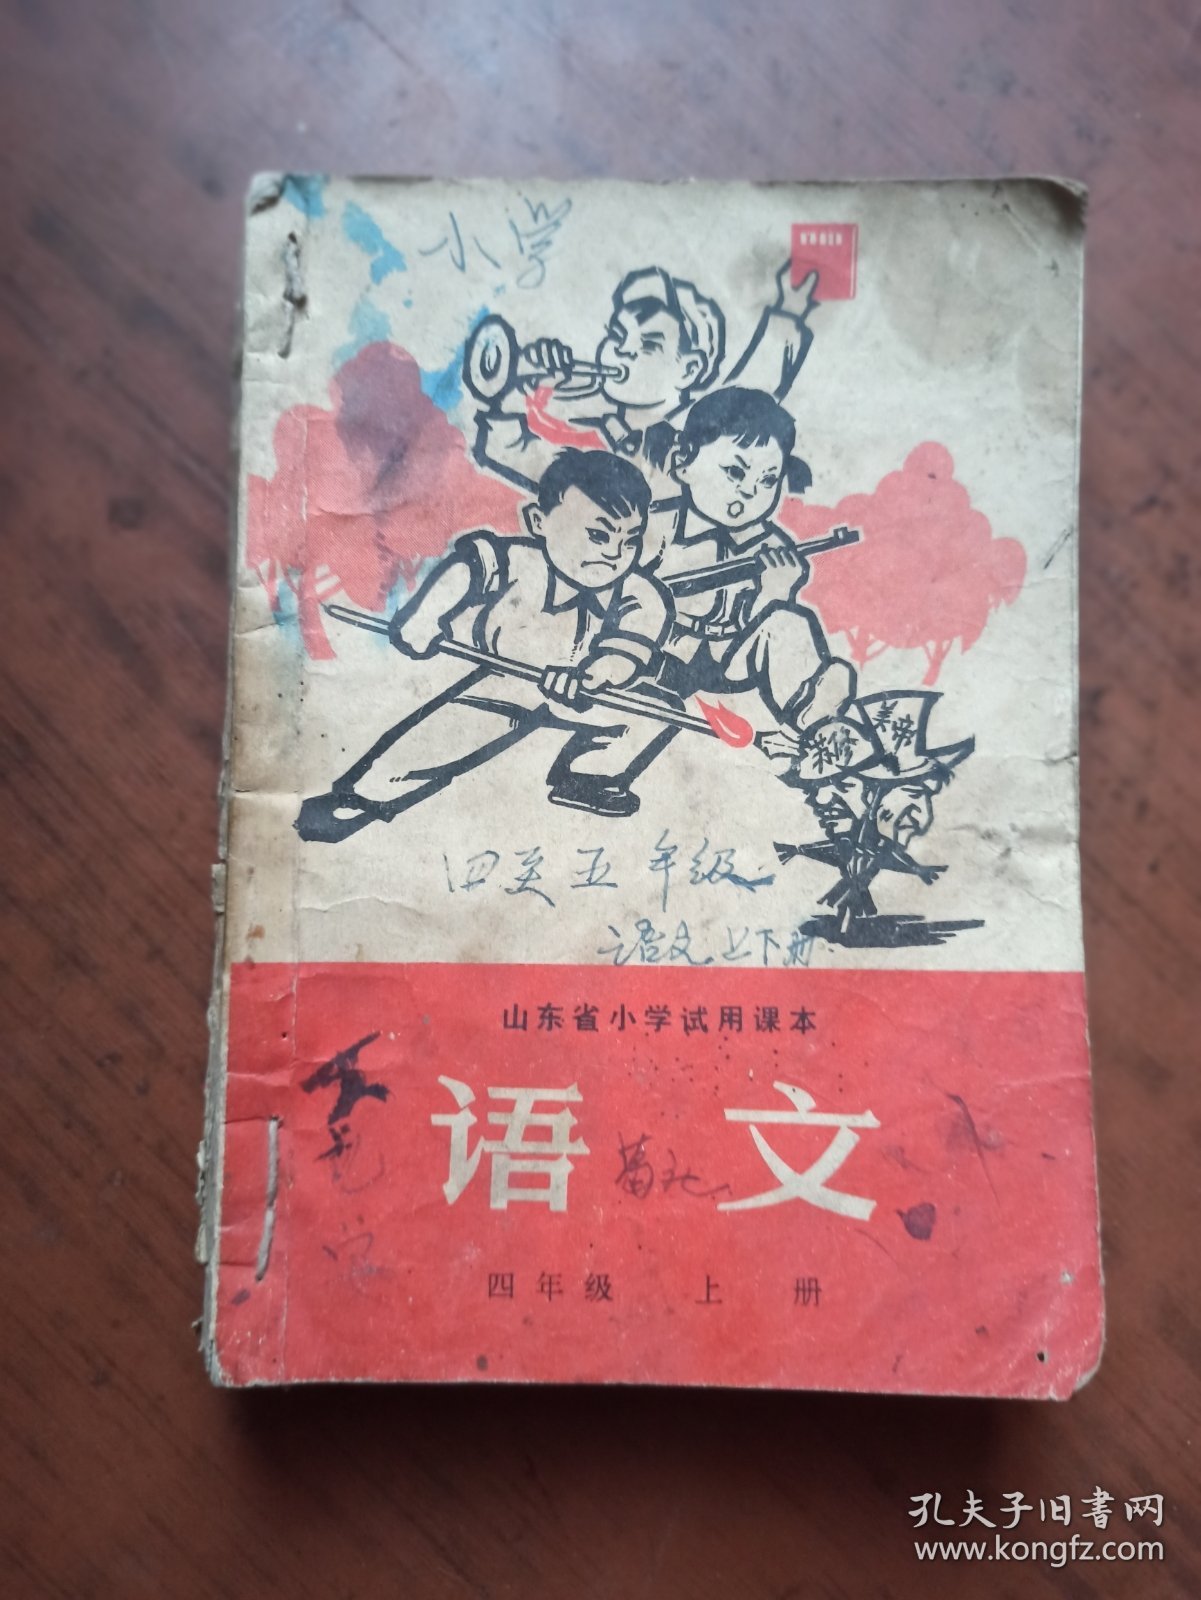 小学
美帝
苏修
四至五年级
语文上下册
山东省小学试用课本
语文
四年级 上册
孔夫子旧书网
www.kongfz.com